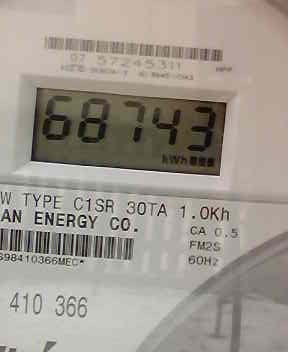 07 57245311
68743
kWh
W TYPE C1SR 30TA 1.0Kh
AN ENERGY CO.
CA 0.5
FM2S
60Hz
698410366MEC*
410 366